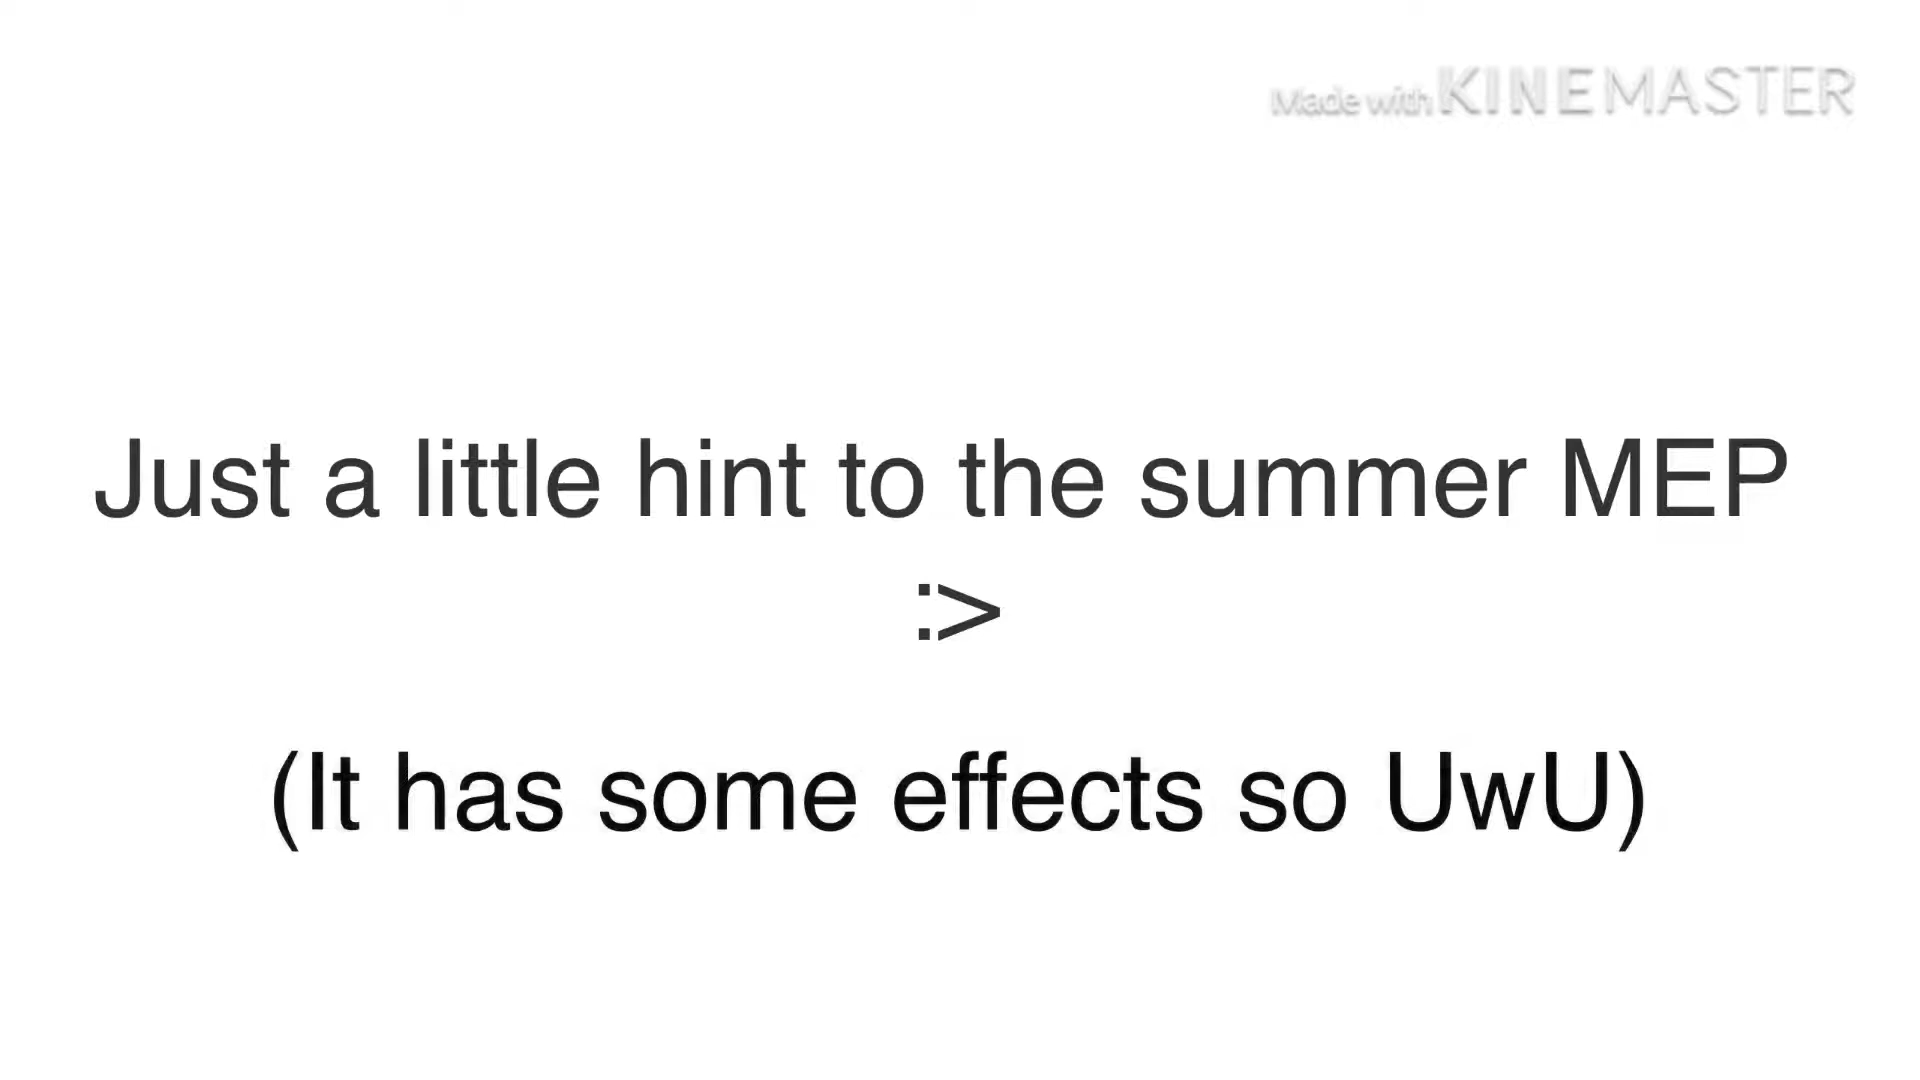 Made with KINEMASTER
Just a little hint to the summer MEP
:>
(It has some effects so UwU)